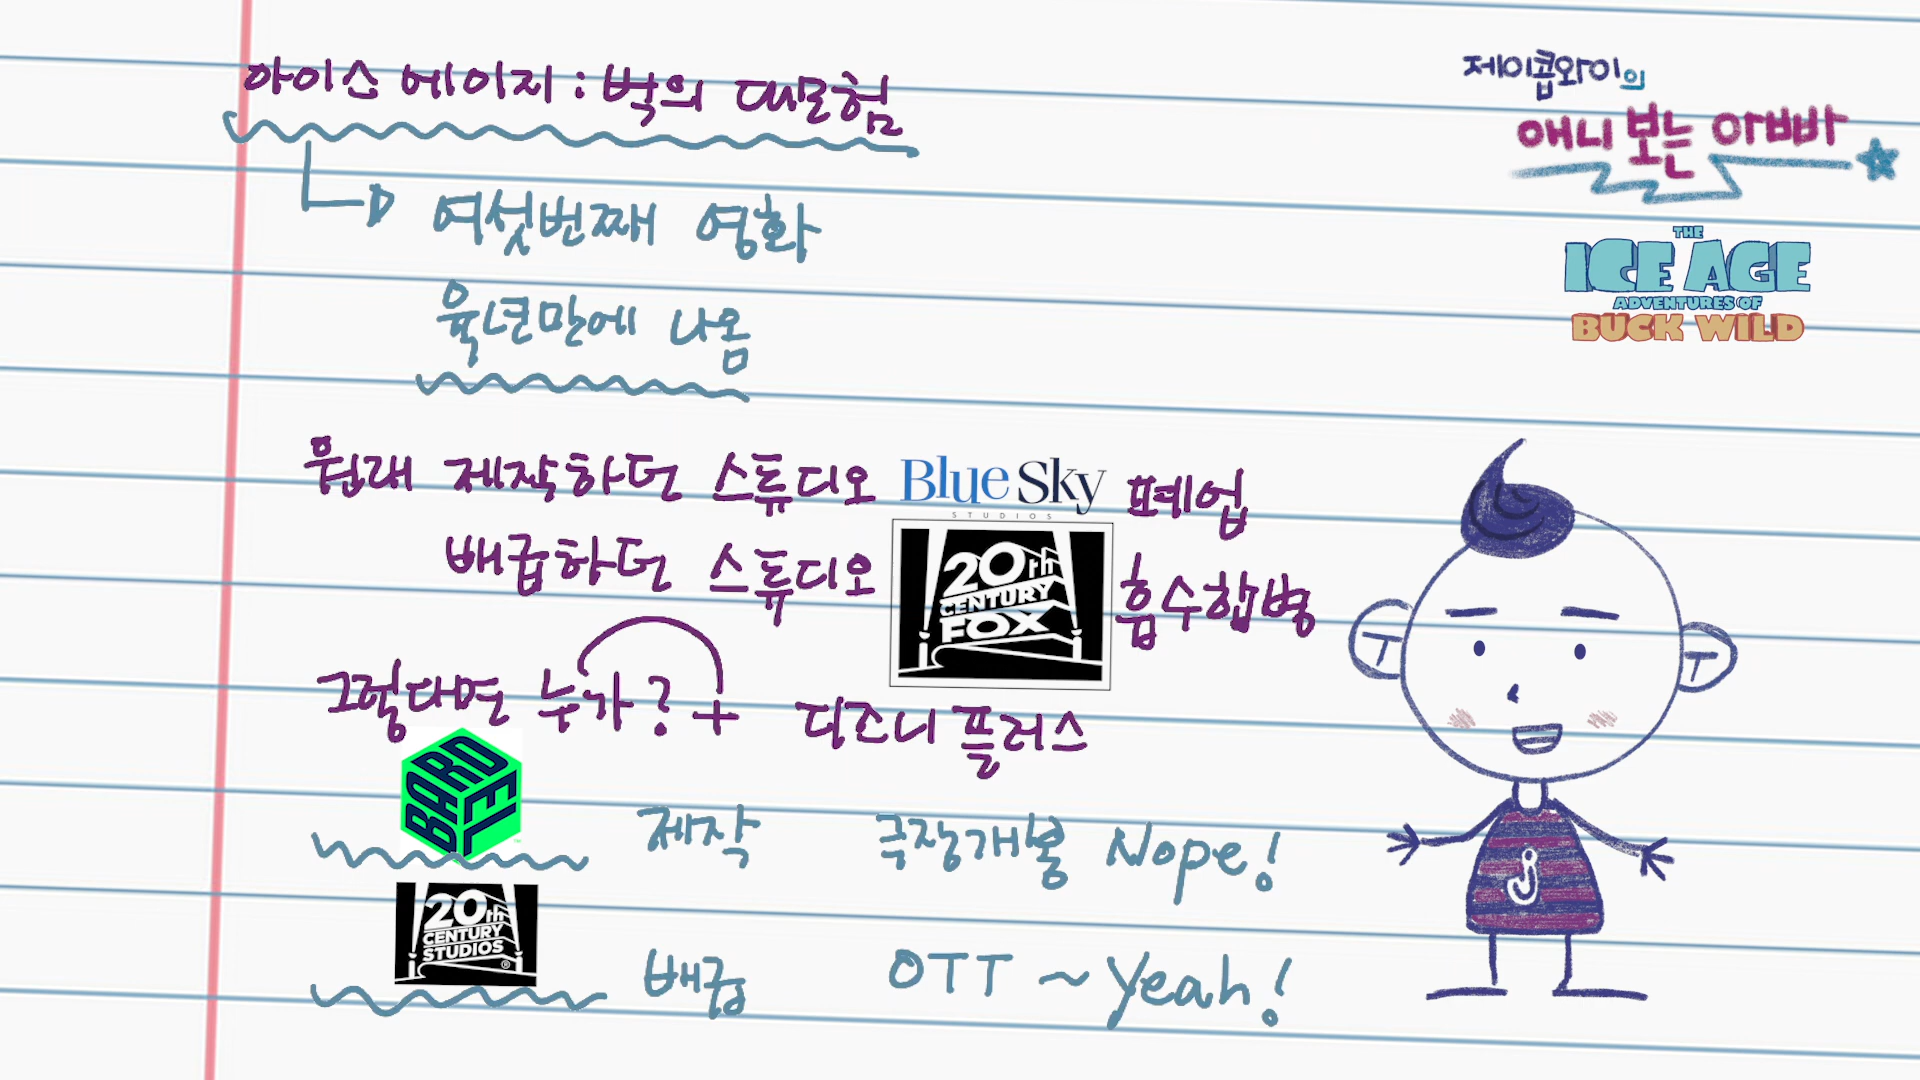 아이스 에이지 : 벅의 대모험
여섯번째 영화
육년만에 나옴
원래 제작하던 스튜디오 Blue Sky STUDIOS 폐업
배급하던 스튜디오 20th CENTURY FOX 흡수합병
그렇다면 누가? + 디즈니 플러스
BARDEL 제작 극장개봉 Nope!
20th CENTURY STUDIOS 배급 OTT ~ Yeah!
제이콥와이의
애니 보는 아빠
THE
ICE AGE
ADVENTURES OF
BUCK WILD
J